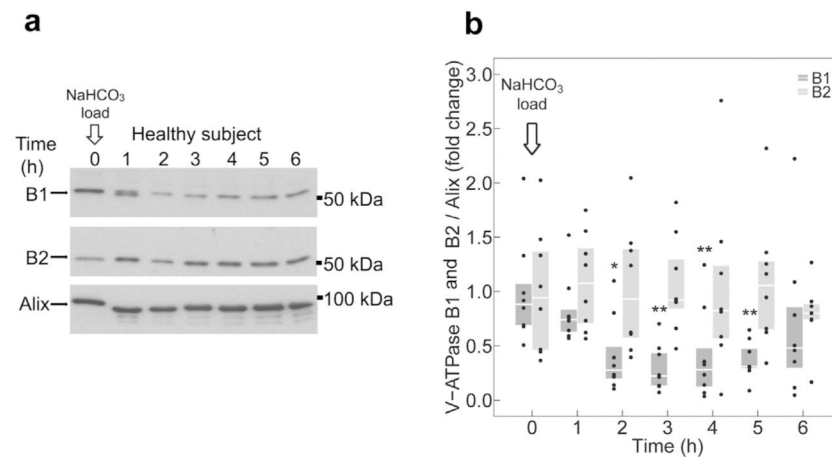 a
NaHCO₃
load
Healthy subject
Time
(h)
0 1 2 3 4 5 6
B1
50 kDa
B2
50 kDa
Alix
100 kDa
b
V-ATPase B1 and B2 / Alix (fold change)
3.0
2.5
2.0
1.5
1.0
0.5
0.0
NaHCO₃
load
B1
B2
*
**
**
**
0 1 2 3 4 5 6
Time (h)